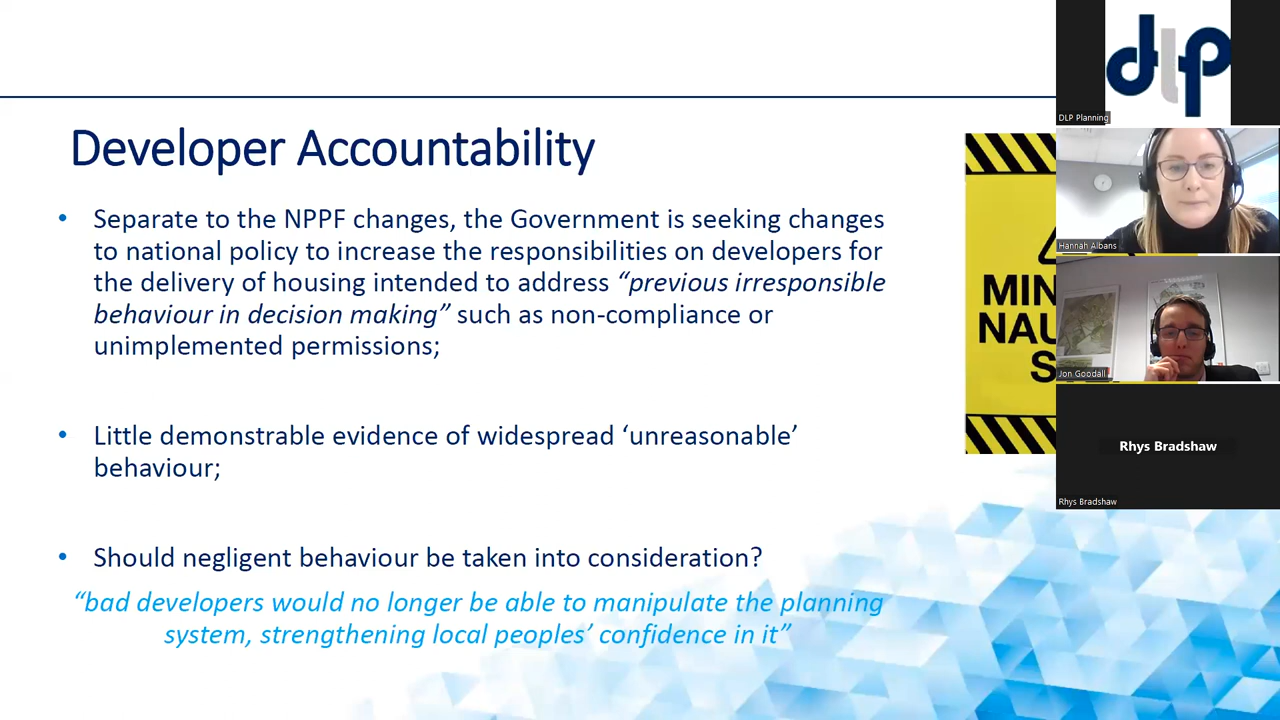 Developer Accountability
• Separate to the NPPF changes, the Government is seeking changes
to national policy to increase the responsibilities on developers for
the delivery of housing intended to address “previous irresponsible
behaviour in decision making” such as non-compliance or
unimplemented permissions;
• Little demonstrable evidence of widespread ‘unreasonable’
behaviour;
• Should negligent behaviour be taken into consideration?
“bad developers would no longer be able to manipulate the planning
system, strengthening local peoples’ confidence in it”
MIN
NAU
S
dlp
DLP Planning
Hannah Albans
Jon Goodall
Rhys Bradshaw
Rhys Bradshaw